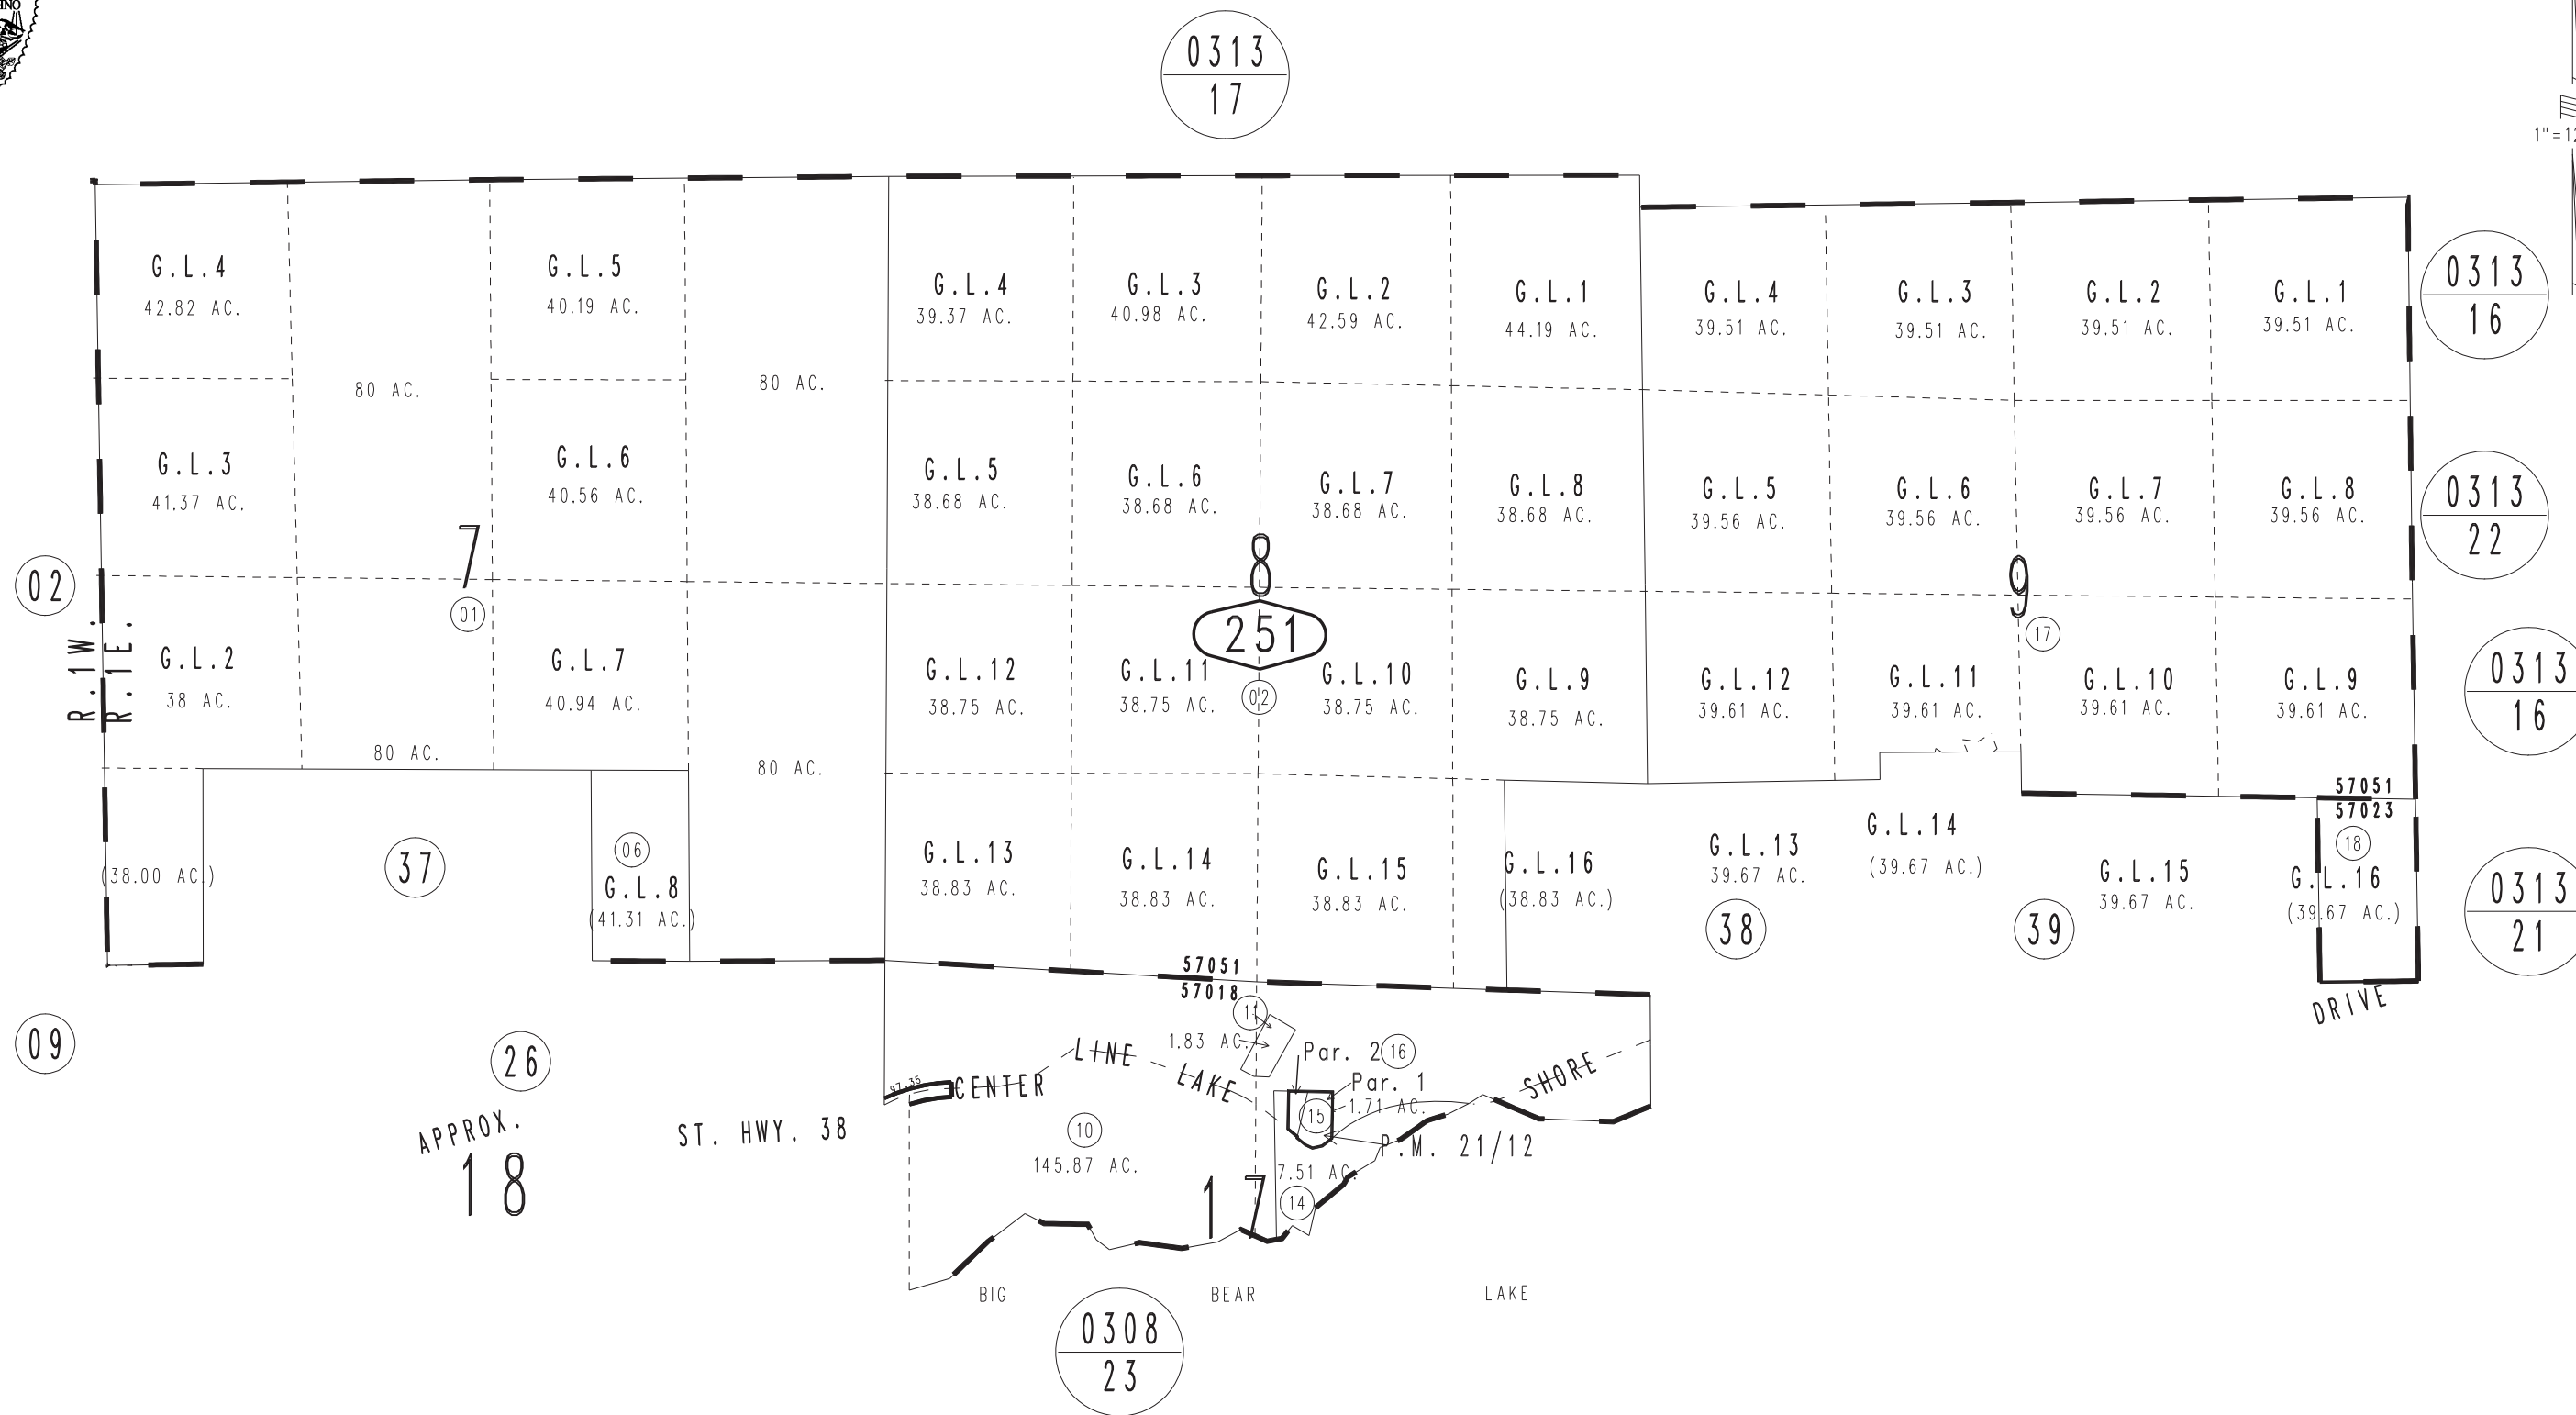 0313
17
1"=12
G.L.4
42.82 AC.
G.L.5
40.19 AC.
G.L.4
39.37 AC.
G.L.3
40.98 AC.
G.L.2
42.59 AC.
G.L.1
44.19 AC.
G.L.4
39.51 AC.
G.L.3
39.51 AC.
G.L.2
39.51 AC.
G.L.1
39.51 AC.
0313
16
80 AC.
80 AC.
G.L.3
41.37 AC.
G.L.6
40.56 AC.
G.L.5
38.68 AC.
G.L.6
38.68 AC.
G.L.7
38.68 AC.
G.L.8
38.68 AC.
G.L.5
39.56 AC.
G.L.6
39.56 AC.
G.L.7
39.56 AC.
G.L.8
39.56 AC.
0313
22
02
7
01
8
251
02
9
17
R.1W.
R.1E.
G.L.2
38 AC.
G.L.7
40.94 AC.
G.L.12
38.75 AC.
G.L.11
38.75 AC.
G.L.10
38.75 AC.
G.L.9
38.75 AC.
G.L.12
39.61 AC.
G.L.11
39.61 AC.
G.L.10
39.61 AC.
G.L.9
39.61 AC.
0313
16
80 AC.
80 AC.
57051
57023
18
(38.00 AC.)
37
06
G.L.8
(41.31 AC.)
G.L.13
38.83 AC.
G.L.14
38.83 AC.
G.L.15
38.83 AC.
G.L.16
(38.83 AC.)
G.L.13
39.67 AC.
G.L.14
(39.67 AC.)
G.L.15
39.67 AC.
G.L.16
(39.67 AC.)
0313
21
38
39
57051
57018
DRIVE
09
26
11
1.83 AC.
Par. 2
16
Par. 1
1.71 AC.
15
97.35
CENTER LINE LAKE SHORE
APPROX.
18
ST. HWY. 38
10
145.87 AC.
P.M. 21/12
7.51 AC.
14
17
BIG BEAR LAKE
0308
23